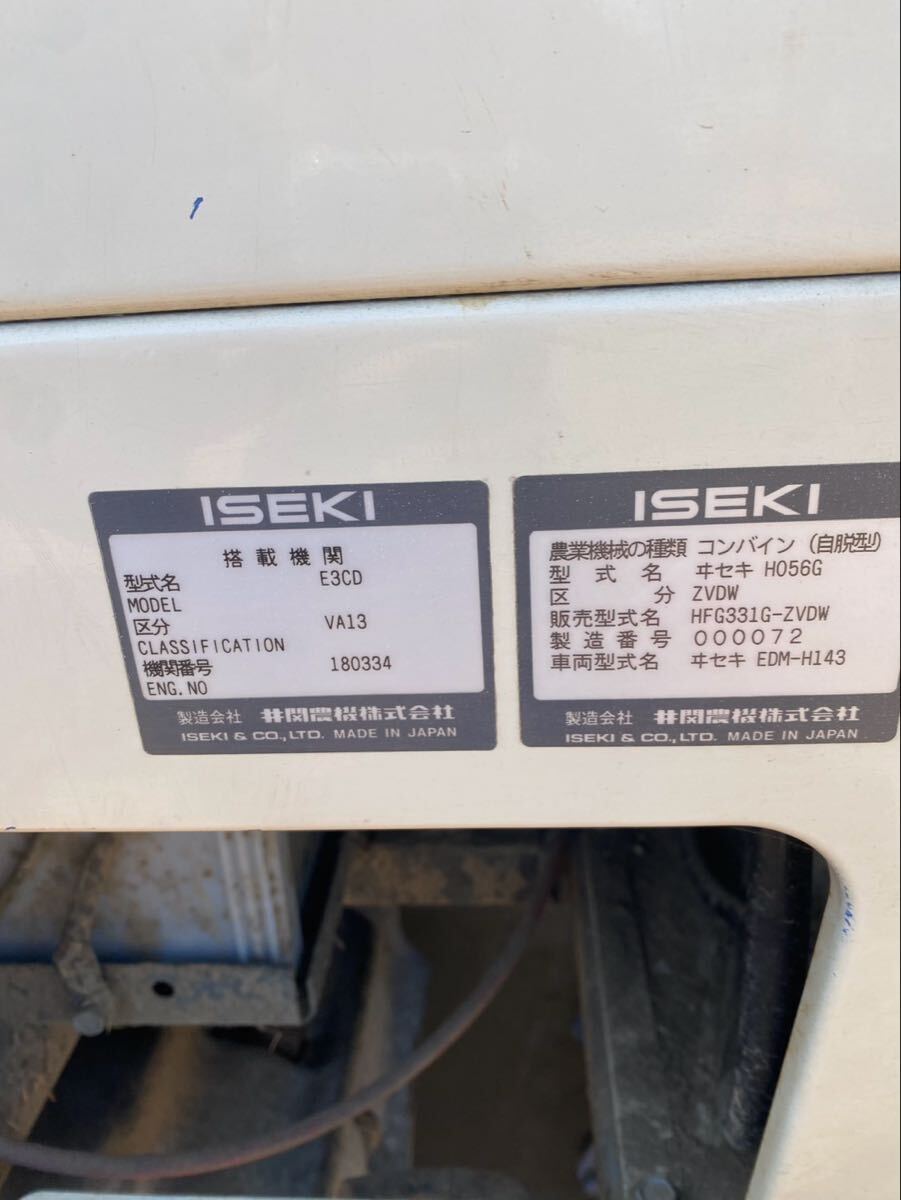 ISEKI
搭載機関
型式名 E3CD
MODEL
区分 VA13
CLASSIFICATION
機関番号 180334
ENG.NO
製造会社 井関農機株式会社
ISEKI & CO.,LTD. MADE IN JAPAN
ISEKI
農業機械の種類 コンバイン (自脱型)
型式名 ヰセキ HO56G
区分 ZVDW
販売型式名 HFG331G-ZVDW
製造番号 000072
車両型式名 ヰセキ EDM-H143
製造会社 井関農機株式会社
ISEKI & CO.,LTD. MADE IN JAPAN